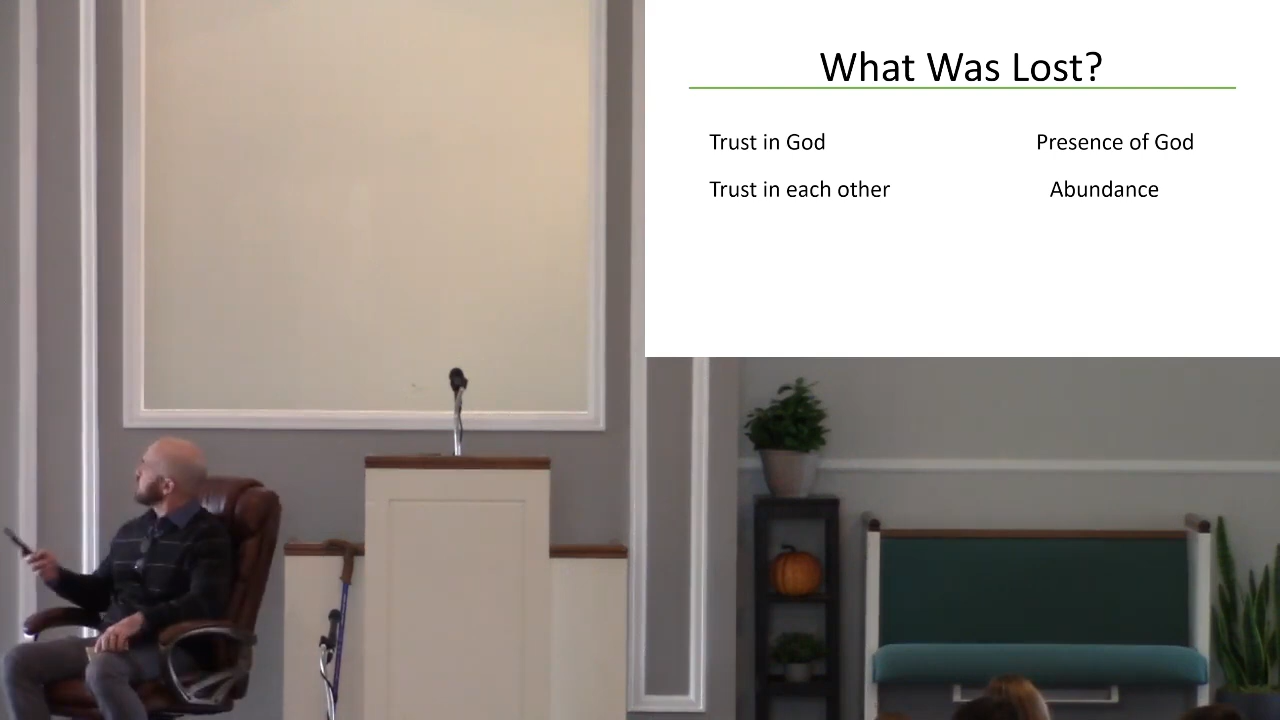 What Was Lost?
Trust in God
Presence of God
Trust in each other
Abundance